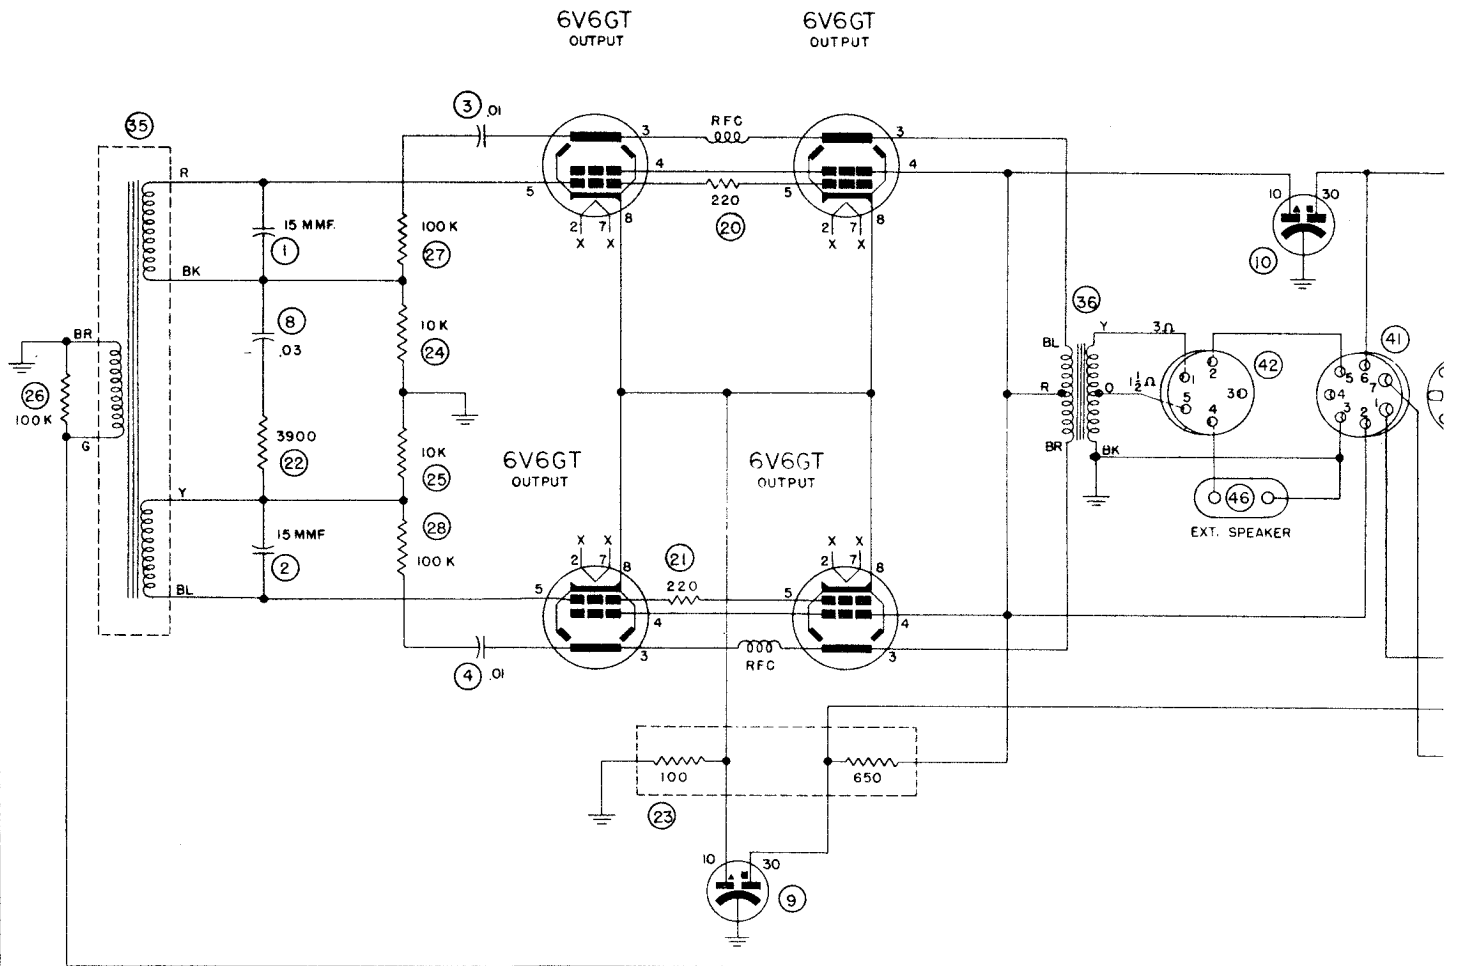 6V6GT
OUTPUT
6V6GT
OUTPUT
35
3 .01
RFC
3
3
R
4
4
5
5
220
20
2 7 8
X X
2 7 8
X X
10 30
10
15 MMF.
1
100 K
27
BK
8
.03
10K
24
BR
26
100 K
G
3900
22
10K
25
Y
28
100 K
15 MMF
2
BL
6V6GT
OUTPUT
6V6GT
OUTPUT
X X
2 7 8
X X
2 7 8
21
220
5
5
4
4
3
3
4 .01
RFC
36
BL
R
BR
Y
O
BK
3Ω
1½Ω
42
1
2
3
4
5
41
5
6
7
4
3
2
1
46
EXT. SPEAKER
100
650
23
10 30
9